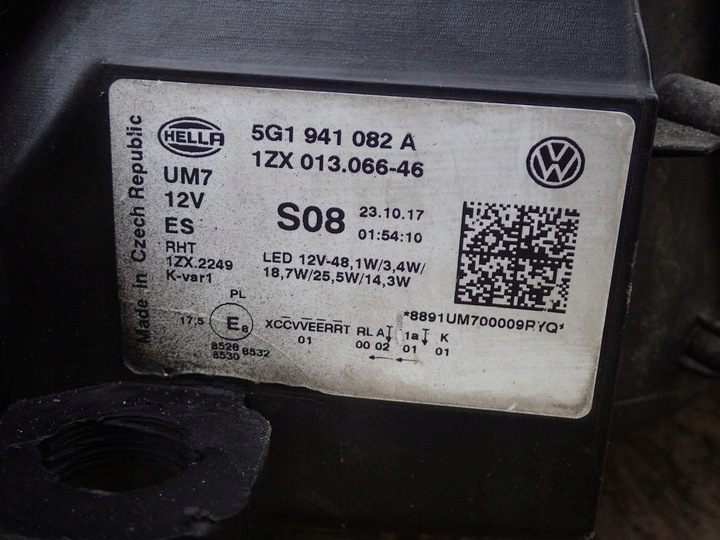 Made in Czech Republic
HELLA
5G1 941 082 A
1ZX 013.066-46
UM7
12V
ES
RHT
1ZX.2249
K-var1
S08
23.10.17
01:54:10
LED 12V-48,1W/3,4W/
18,7W/25,5W/14,3W
*8891UM700009RYQ*
PL
17,5
E8
8526 8532
8530
XCCVVEERRT RL A 1a K
01 00 02 01 01
VW